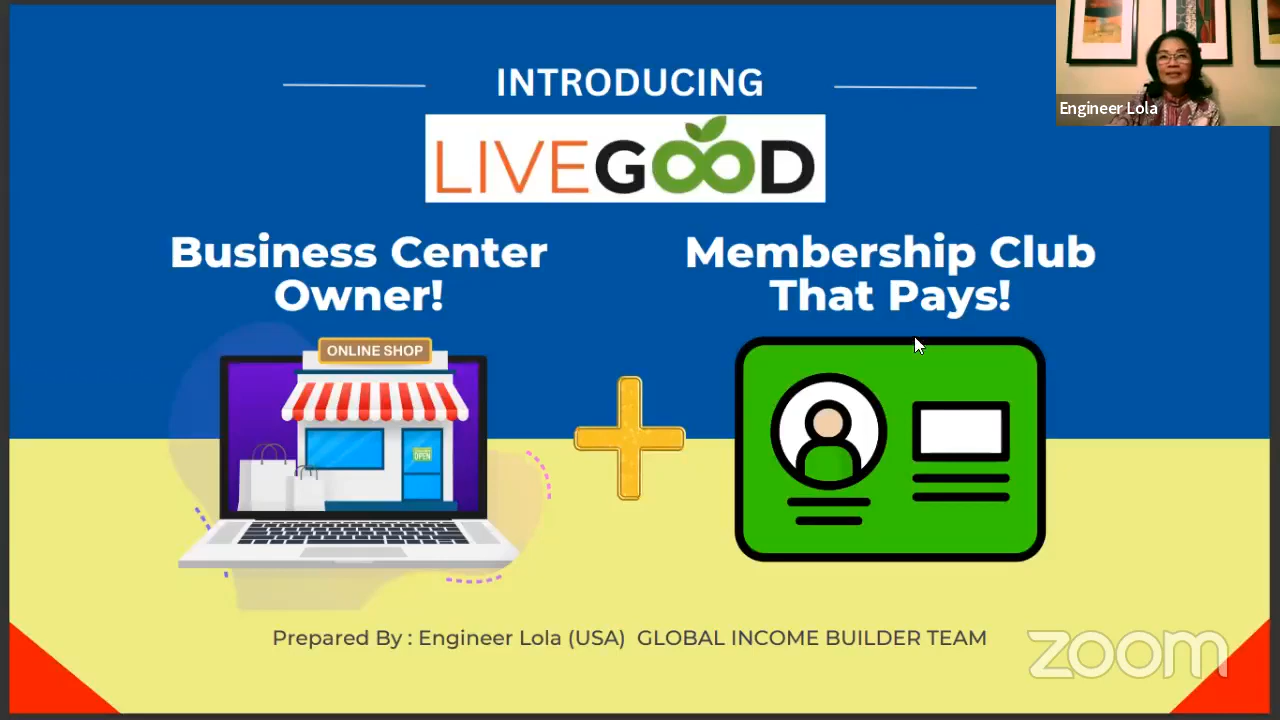 INTRODUCING
LIVEGOOD
Business Center
Owner!
Membership Club
That Pays!
ONLINE SHOP
OPEN
Prepared By : Engineer Lola (USA)  GLOBAL INCOME BUILDER TEAM
zoom
Engineer Lola